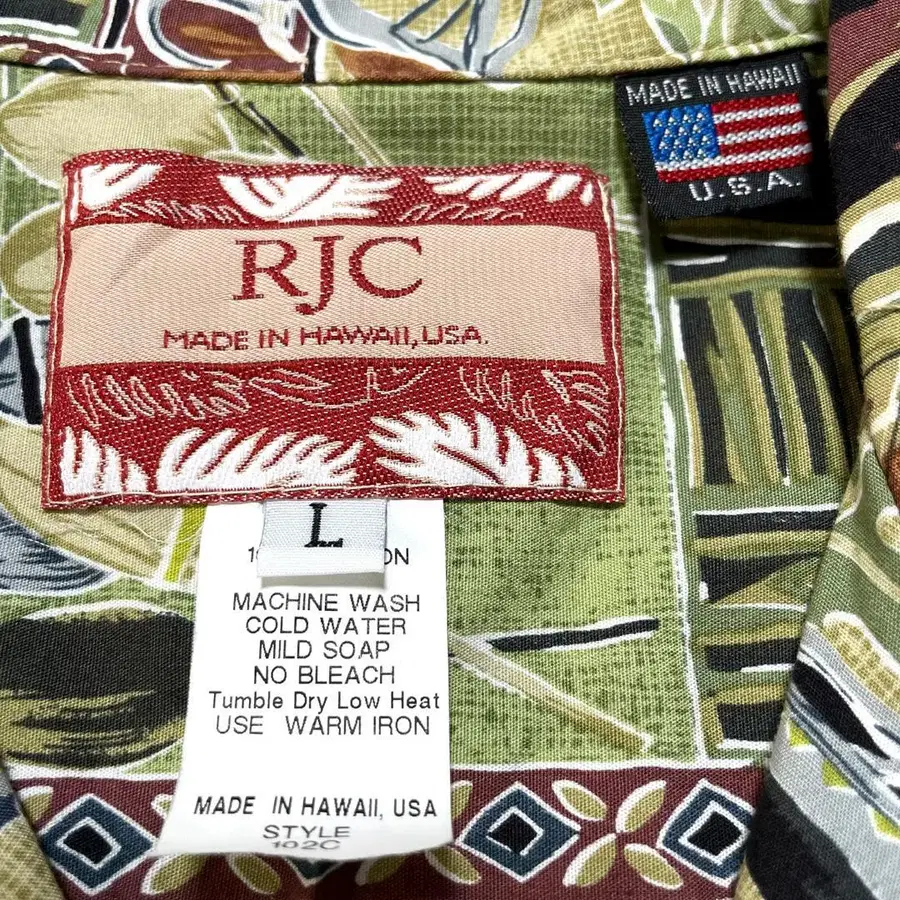 MADE IN HAWAII
U.S.A.
RJC
MADE IN HAWAII, USA.
L
MACHINE WASH
COLD WATER
MILD SOAP
NO BLEACH
Tumble Dry Low Heat
USE WARM IRON
MADE IN HAWAII, USA
STYLE
102C